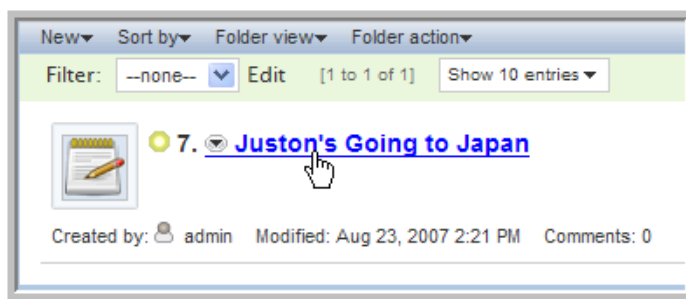 New Sort by Folder view Folder action
Filter: --none-- Edit [1 to 1 of 1] Show 10 entries
7. Juston's Going to Japan
Created by: admin Modified: Aug 23, 2007 2:21 PM Comments: 0